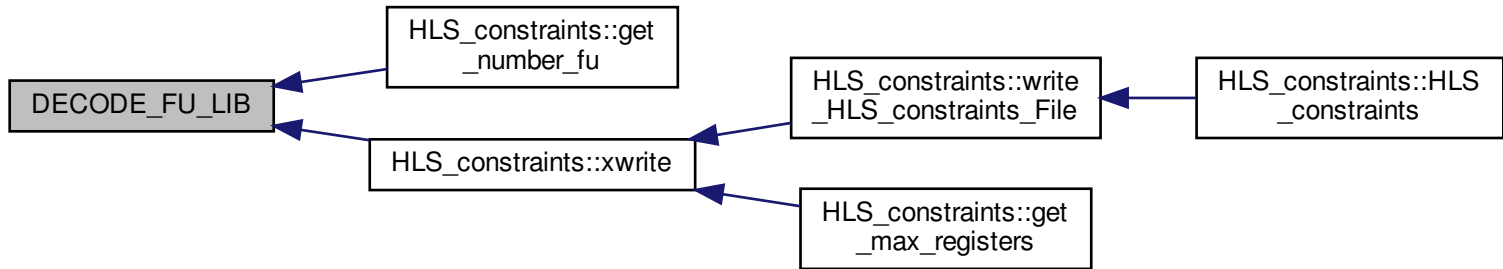 DECODE_FU_LIB
HLS_constraints::get
_number_fu
HLS_constraints::xwrite
HLS_constraints::write
_HLS_constraints_File
HLS_constraints::get
_max_registers
HLS_constraints::HLS
_constraints